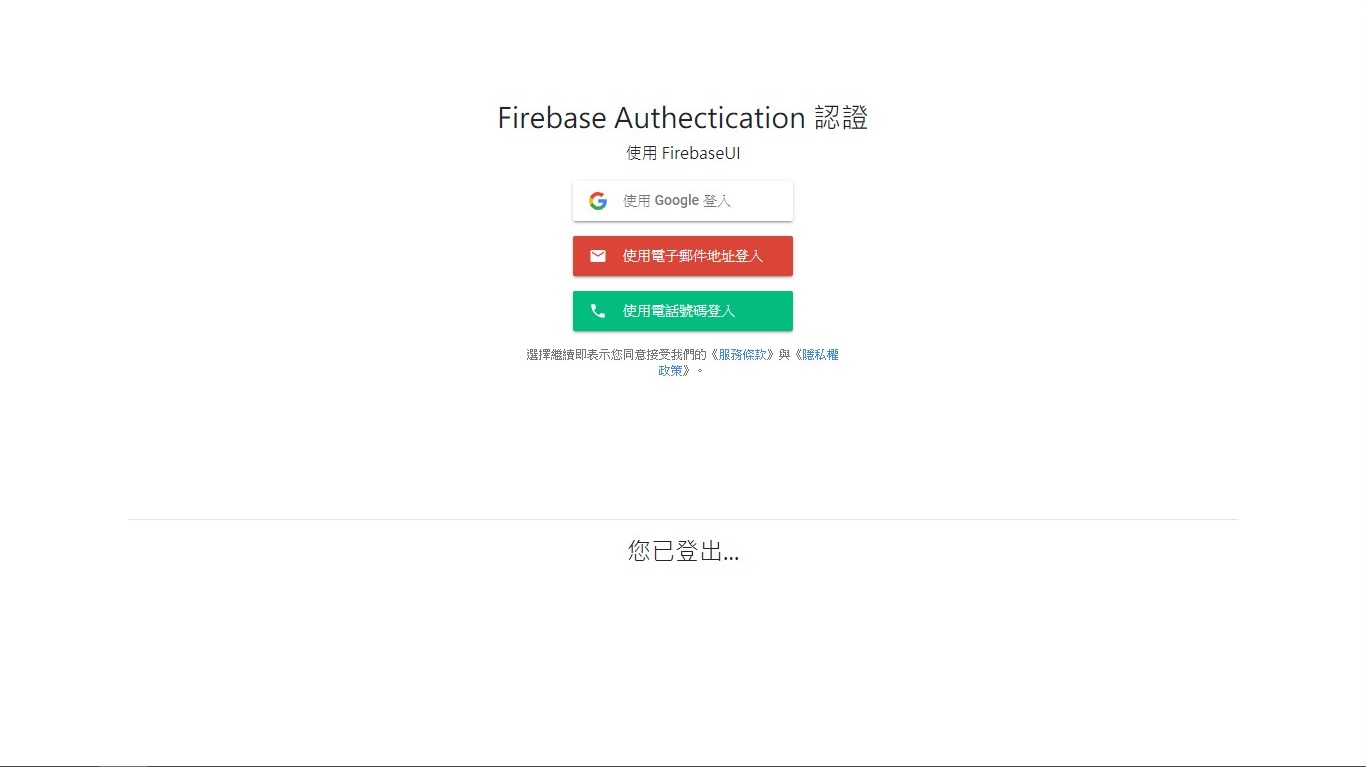 Firebase Authectication 認證
使用 FirebaseUI
使用 Google 登入
使用電子郵件地址登入
使用電話號碼登入
選擇繼續即表示您同意接受我們的《服務條款》與《隱私權
政策》。
您已登出...